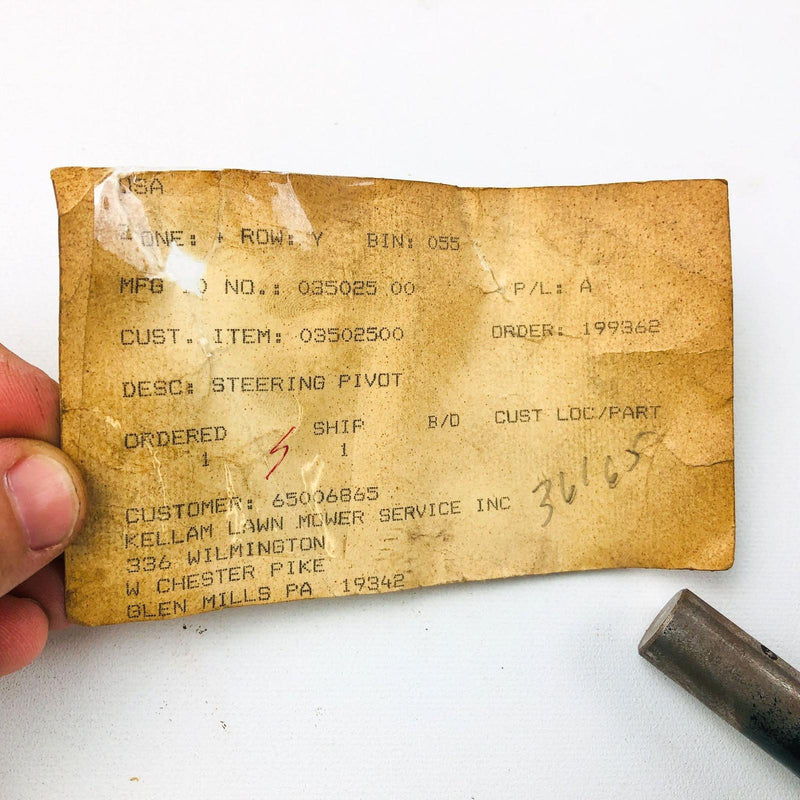 USA
ZONE: + ROW: Y BIN: 055
MFG ID NO.: 035025 00 P/L: A
CUST. ITEM: 03502500 ORDER: 199362
DESC: STEERING PIVOT
ORDERED SHIP B/O CUST LOC/PART
1 1
CUSTOMER: 65006865
KELLAM LAWN MOWER SERVICE INC
336 WILMINGTON
W CHESTER PIKE
GLEN MILLS PA 19342